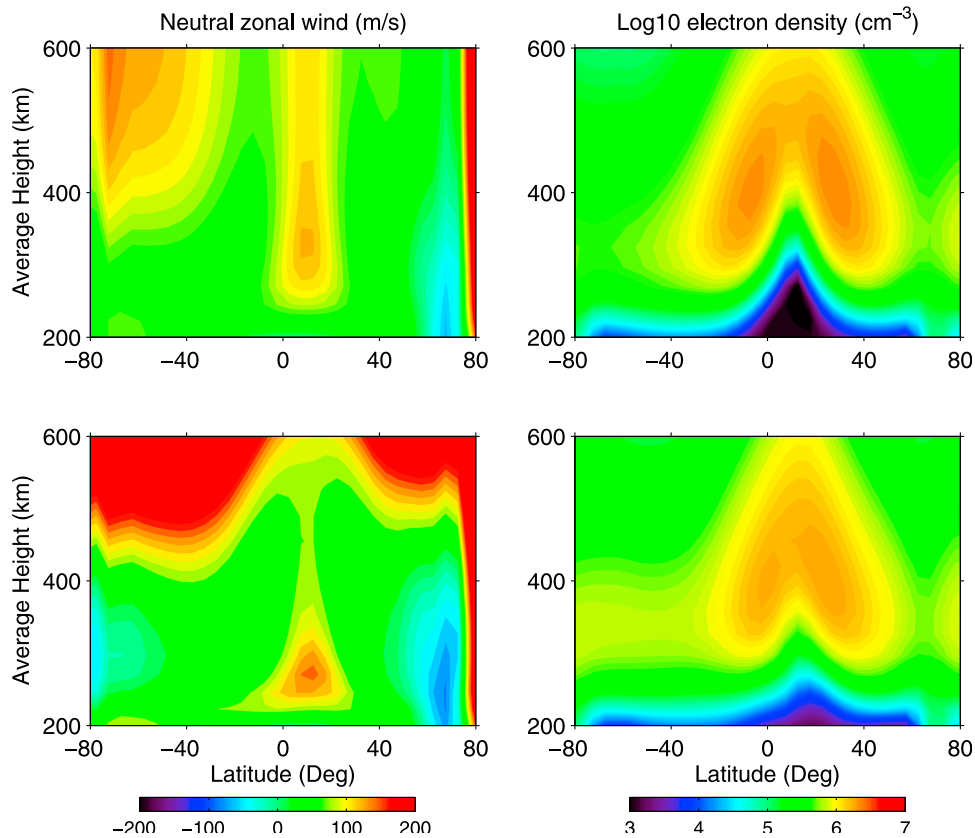 Neutral zonal wind (m/s)
Log10 electron density (cm−3)
Average Height (km)
600
400
200
−80 −40 0 40 80
600
400
200
−80 −40 0 40 80
Average Height (km)
600
400
200
−80 −40 0 40 80
Latitude (Deg)
600
400
200
−80 −40 0 40 80
Latitude (Deg)
−200 −100 0 100 200
3 4 5 6 7